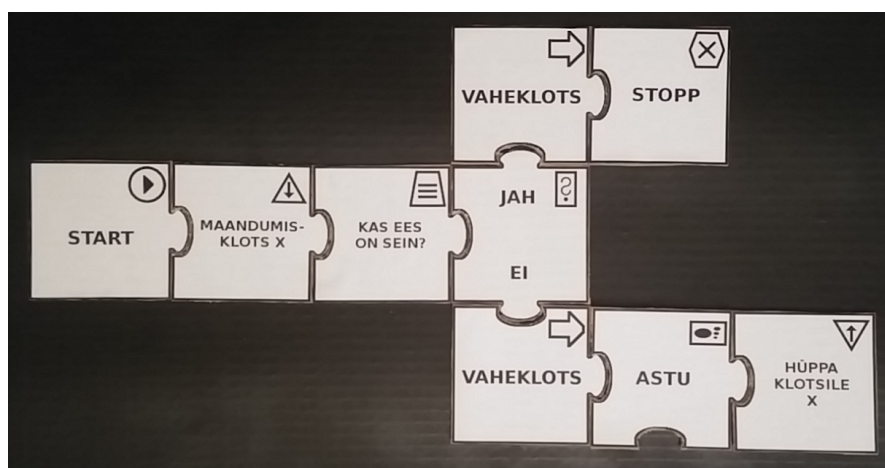 VAHEKLOTS
STOPP
START
MAANDUMIS-
KLOTS X
KAS EES
ON SEIN?
JAH
EI
VAHEKLOTS
ASTU
HÜPPA
KLOTSILE
X